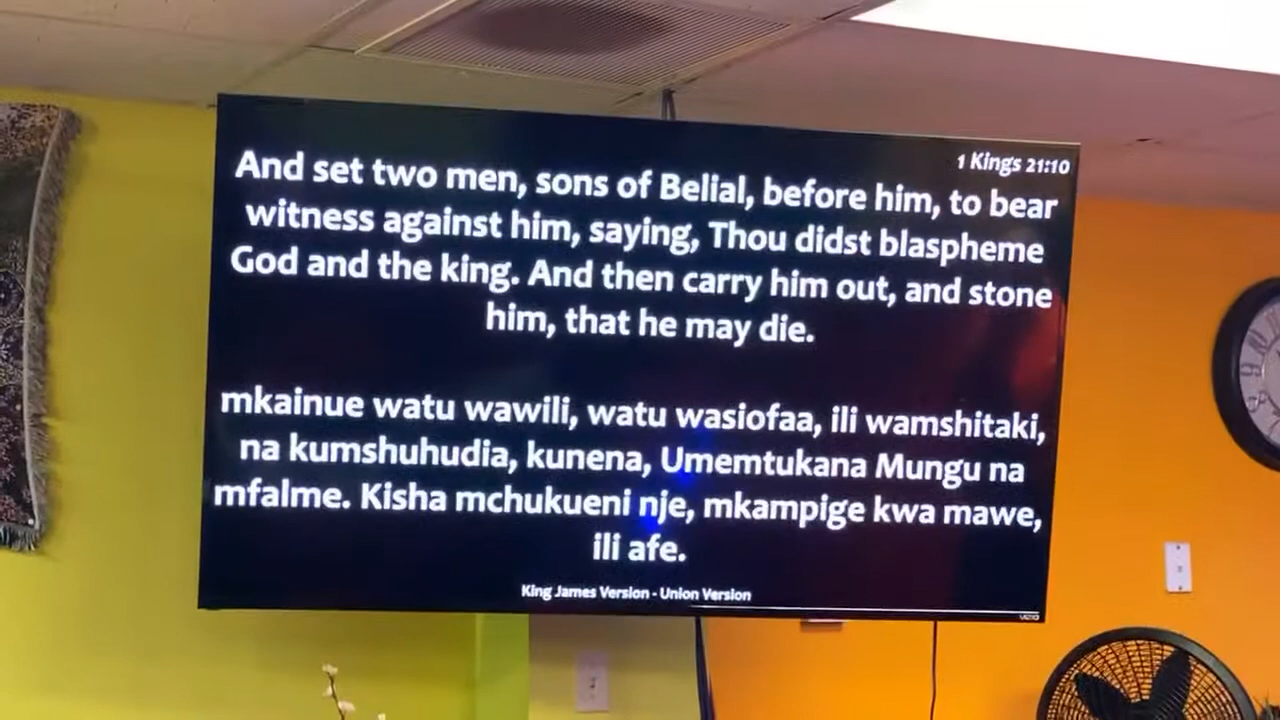 1 Kings 21:10
And set two men, sons of Belial, before him, to bear
witness against him, saying, Thou didst blaspheme
God and the king. And then carry him out, and stone
him, that he may die.
mkainue watu wawili, watu wasiofaa, ili wamshitaki,
na kumshuhudia, kunena, Umemtukana Mungu na
mfalme. Kisha mchukueni nje, mkampige kwa mawe,
ili afe.
King James Version - Union Version
VIZIO